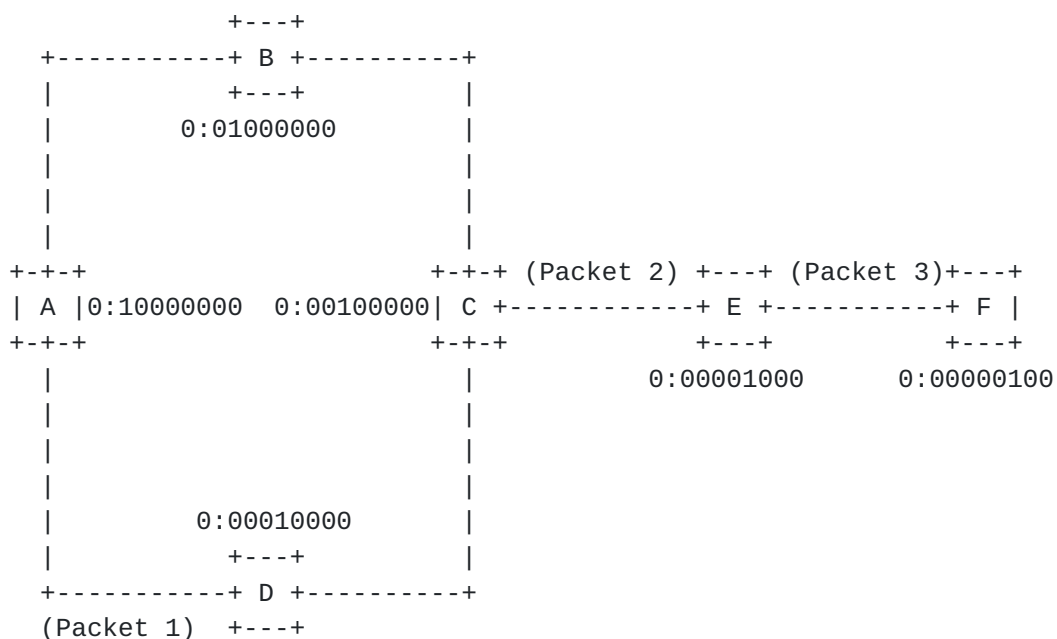 +---+
  +-----------+ B +----------+
  |           +---+          |
  |        0:01000000        |
  |                          |
  |                          |
  |                          |
+-+-+                      +-+-+ (Packet 2) +---+ (Packet 3)+---+
| A |0:10000000  0:00100000| C +------------+ E +-----------+ F |
+-+-+                      +-+-+            +---+           +---+
  |                          |           0:00001000      0:00000100
  |                          |
  |                          |
  |                          |
  |         0:00010000       |
  |           +---+          |
  +-----------+ D +----------+
  (Packet 1)  +---+